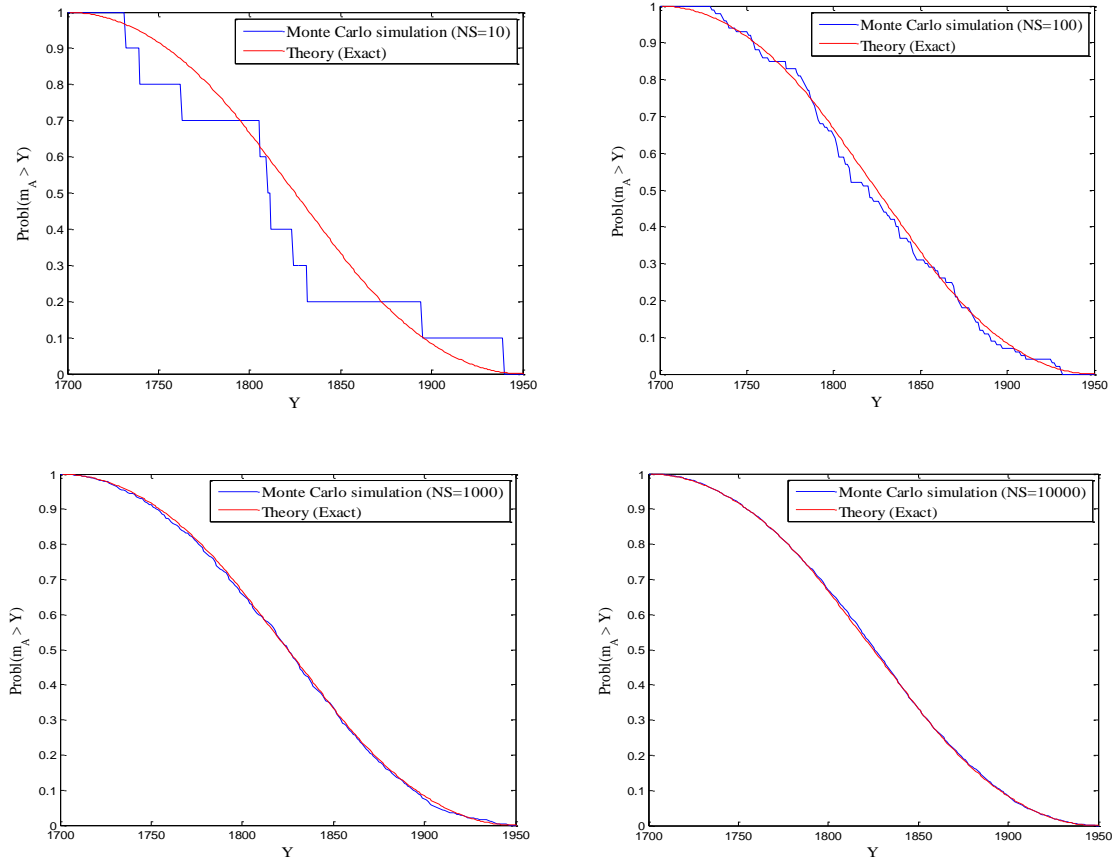 1
0.9
0.8
0.7
0.6
0.5
0.4
0.3
0.2
0.1
0
1700 1750 1800 1850 1900 1950
Y
Probl(m_A > Y)
Monte Carlo simulation (NS=10)
Theory (Exact)
1
0.9
0.8
0.7
0.6
0.5
0.4
0.3
0.2
0.1
0
1700 1750 1800 1850 1900 1950
Y
Probl(m_A > Y)
Monte Carlo simulation (NS=100)
Theory (Exact)
1
0.9
0.8
0.7
0.6
0.5
0.4
0.3
0.2
0.1
0
1700 1750 1800 1850 1900 1950
Y
Probl(m_A > Y)
Monte Carlo simulation (NS=1000)
Theory (Exact)
1
0.9
0.8
0.7
0.6
0.5
0.4
0.3
0.2
0.1
0
1700 1750 1800 1850 1900 1950
Y
Probl(m_A > Y)
Monte Carlo simulation (NS=10000)
Theory (Exact)